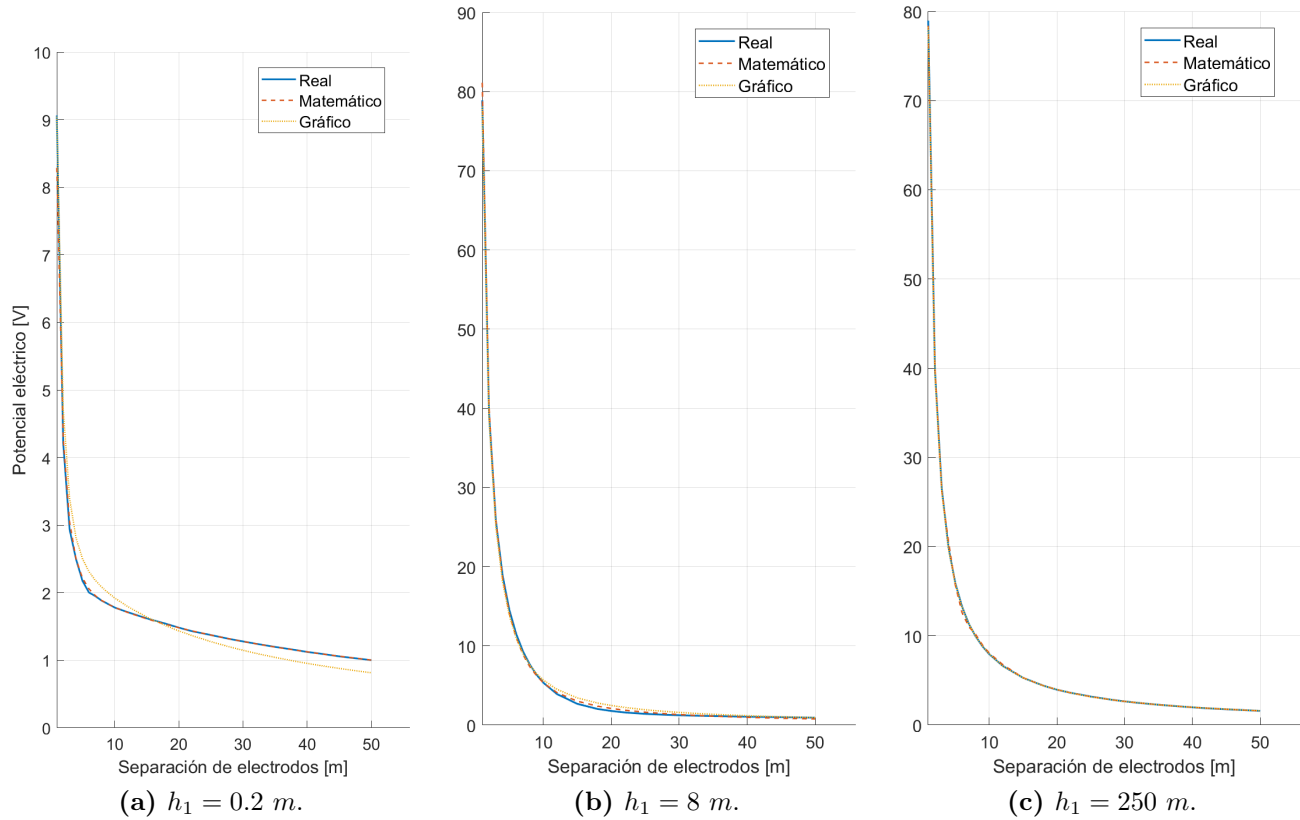 Potencial eléctrico [V]
10
9
8
7
6
5
4
3
2
1
0
10 20 30 40 50
Separación de electrodos [m]
Real
Matemático
Gráfico
(a) h₁ = 0.2 m.
90
80
70
60
50
40
30
20
10
0
10 20 30 40 50
Separación de electrodos [m]
Real
Matemático
Gráfico
(b) h₁ = 8 m.
80
70
60
50
40
30
20
10
0
10 20 30 40 50
Separación de electrodos [m]
Real
Matemático
Gráfico
(c) h₁ = 250 m.